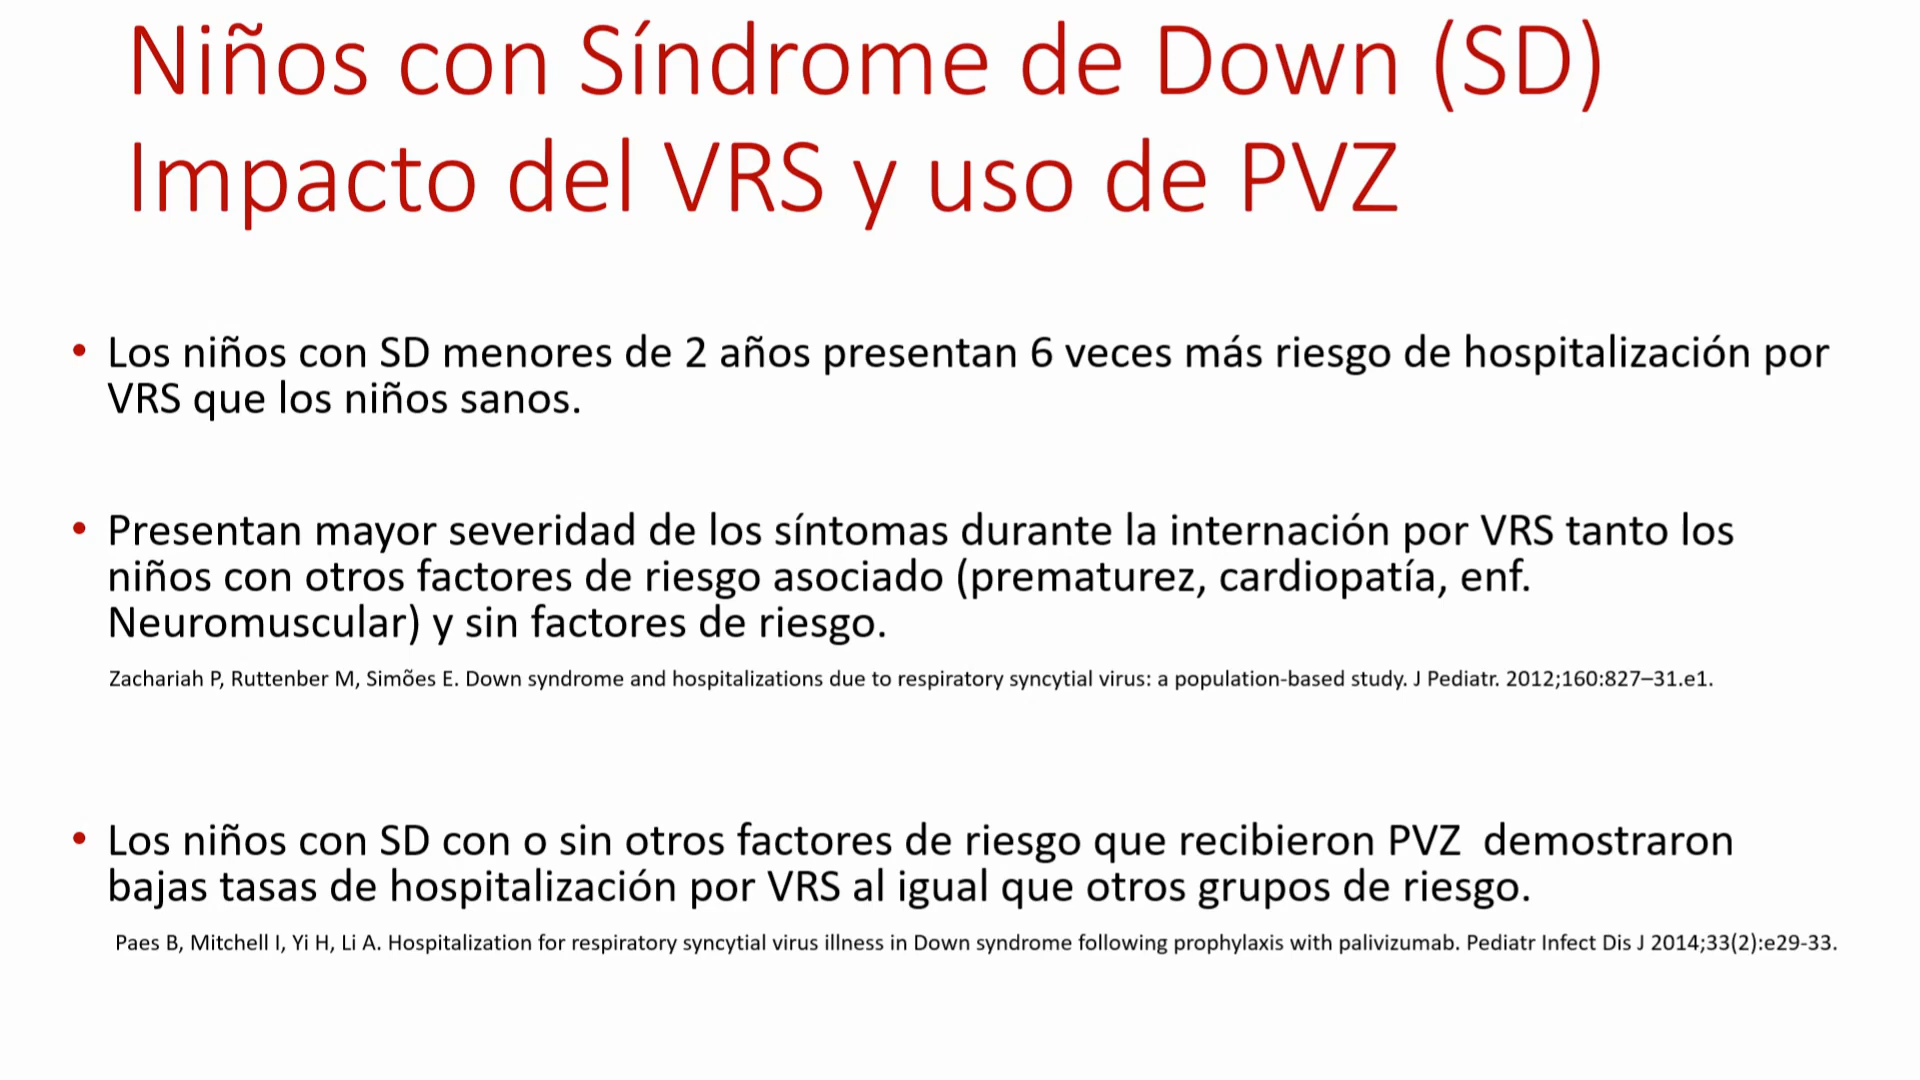 Niños con Síndrome de Down (SD)
Impacto del VRS y uso de PVZ
• Los niños con SD menores de 2 años presentan 6 veces más riesgo de hospitalización por
VRS que los niños sanos.
• Presentan mayor severidad de los síntomas durante la internación por VRS tanto los
niños con otros factores de riesgo asociado (prematurez, cardiopatía, enf.
Neuromuscular) y sin factores de riesgo.
Zachariah P, Ruttenber M, Simões E. Down syndrome and hospitalizations due to respiratory syncytial virus: a population-based study. J Pediatr. 2012;160:827–31.e1.
• Los niños con SD con o sin otros factores de riesgo que recibieron PVZ  demostraron
bajas tasas de hospitalización por VRS al igual que otros grupos de riesgo.
Paes B, Mitchell I, Yi H, Li A. Hospitalization for respiratory syncytial virus illness in Down syndrome following prophylaxis with palivizumab. Pediatr Infect Dis J 2014;33(2):e29-33.